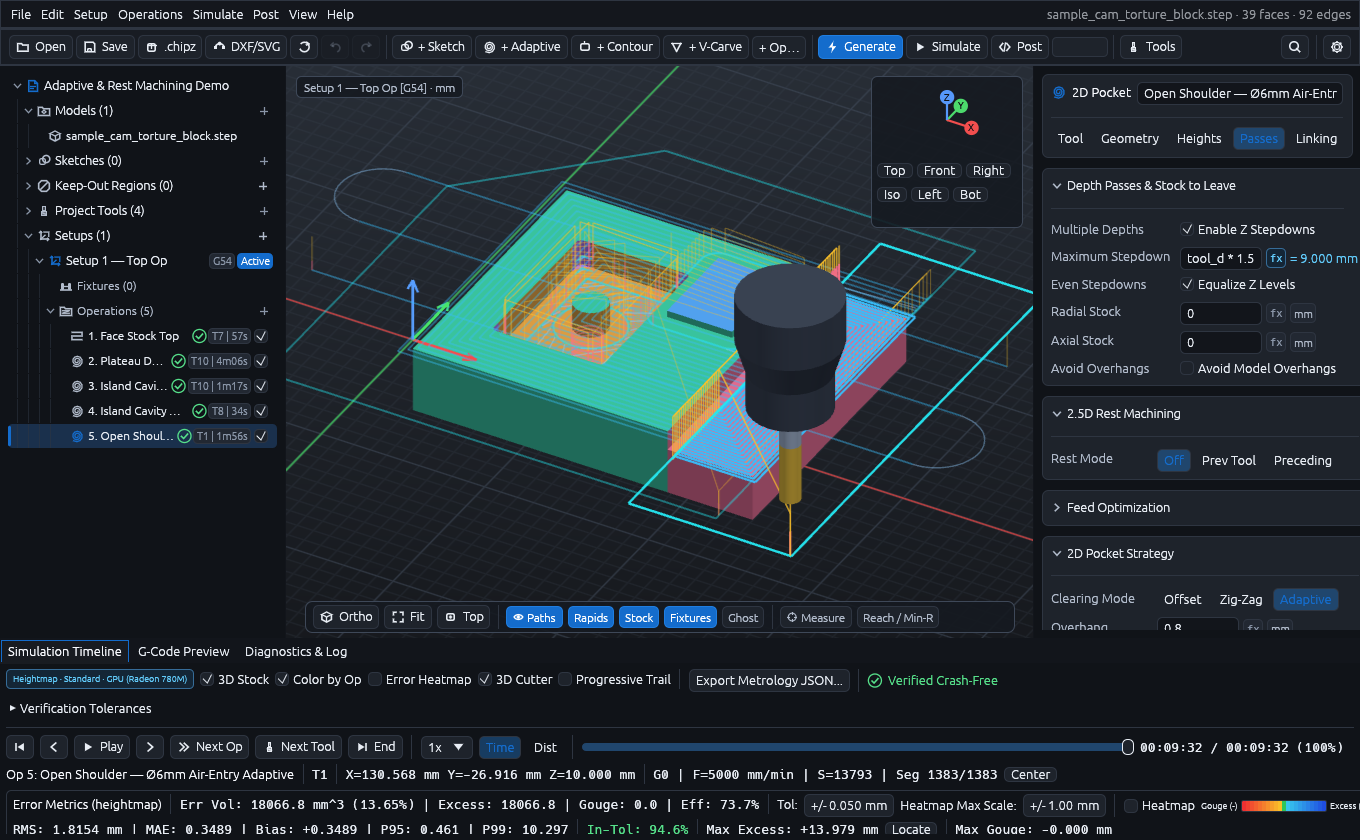 File Edit Setup Operations Simulate Post View Help sample_cam_torture_block.step · 39 faces · 92 edges
Open Save .chipz DXF/SVG + Sketch + Adaptive + Contour + V-Carve + Op... Generate Simulate Post Tools
Adaptive & Rest Machining Demo
Models (1) +
sample_cam_torture_block.step
Sketches (0) +
Keep-Out Regions (0) +
Project Tools (4) +
Setups (1) +
Setup 1 — Top Op G54 Active
Fixtures (0)
Operations (5) +
1. Face Stock Top T7 | 57s
2. Plateau D... T10 | 4m06s
3. Island Cavi... T10 | 1m17s
4. Island Cavity ... T8 | 34s
5. Open Shoul... T1 | 1m56s
Setup 1 — Top Op [G54] · mm
Z
Y
X
Top Front Right
Iso Left Bot
Ortho Fit Top Paths Rapids Stock Fixtures Ghost Measure Reach / Min-R
2D Pocket Open Shoulder — Ø6mm Air-Entr
Tool Geometry Heights Passes Linking
Depth Passes & Stock to Leave
Multiple Depths Enable Z Stepdowns
Maximum Stepdown tool_d * 1.5 fx = 9.000 mm
Even Stepdowns Equalize Z Levels
Radial Stock 0 fx mm
Axial Stock 0 fx mm
Avoid Overhangs Avoid Model Overhangs
2.5D Rest Machining
Rest Mode Off Prev Tool Preceding
Feed Optimization
2D Pocket Strategy
Clearing Mode Offset Zig-Zag Adaptive
Overhang 0.8 fx mm
Simulation Timeline G-Code Preview Diagnostics & Log
Heightmap · Standard · GPU (Radeon 780M) 3D Stock Color by Op Error Heatmap 3D Cutter Progressive Trail Export Metrology JSON... Verified Crash-Free
Verification Tolerances
Play Next Op Next Tool End 1x Time Dist 00:09:32 / 00:09:32 (100%)
Op 5: Open Shoulder — Ø6mm Air-Entry Adaptive T1 X=130.568 mm Y=-26.916 mm Z=10.000 mm G0 | F=5000 mm/min | S=13793 | Seg 1383/1383 Center
Error Metrics (heightmap) Err Vol: 18066.8 mm^3 (13.65%) | Excess: 18066.8 | Gouge: 0.0 | Eff: 73.7% Tol: +/-0.050 mm Heatmap Max Scale: +/-1.00 mm Heatmap Gouge (-) Excess
RMS: 1.8154 mm | MAE: 0.3489 | Bias: +0.3489 | P95: 0.461 | P99: 10.297 In-Tol: 94.6% Max Excess: +13.979 mm Locate Max Gouge: -0.000 mm